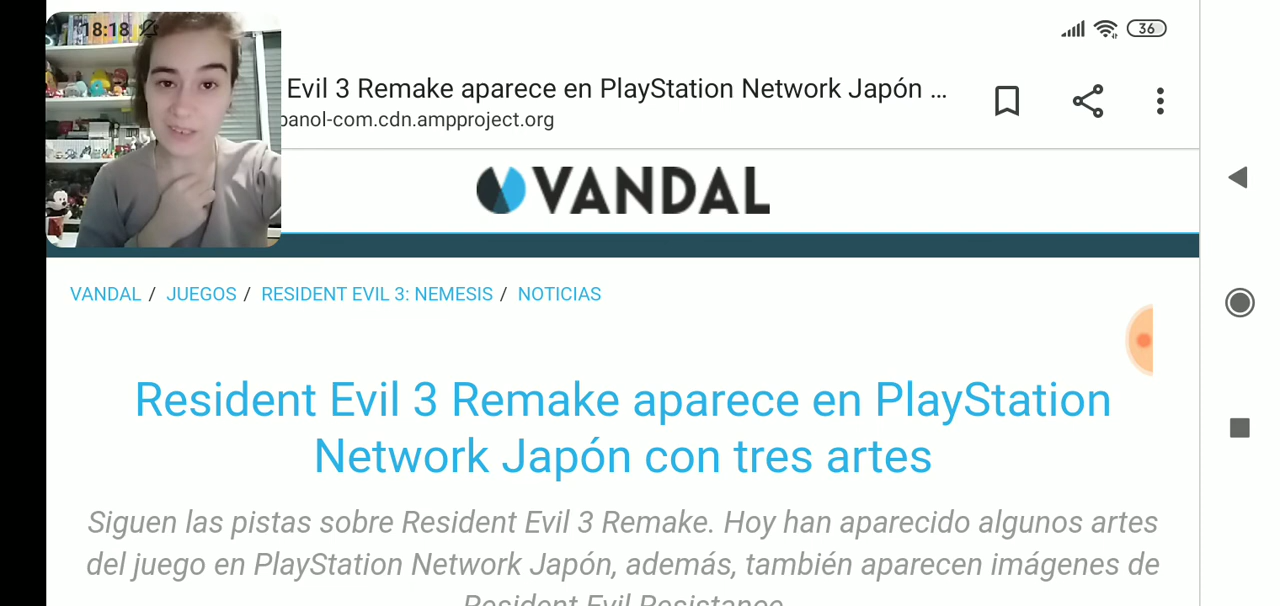 18:18
36
Evil 3 Remake aparece en PlayStation Network Japón ...
panol-com.cdn.ampproject.org
VANDAL
VANDAL / JUEGOS / RESIDENT EVIL 3: NEMESIS / NOTICIAS
Resident Evil 3 Remake aparece en PlayStation
Network Japón con tres artes
Siguen las pistas sobre Resident Evil 3 Remake. Hoy han aparecido algunos artes
del juego en PlayStation Network Japón, además, también aparecen imágenes de
Resident Evil Resistance